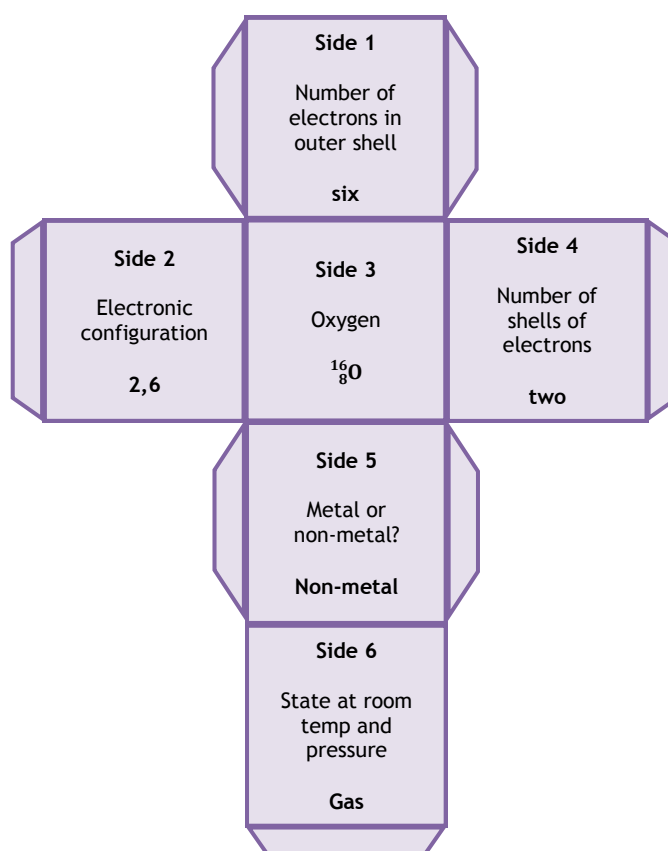 Side 1
Number of
electrons in
outer shell
six
Side 2
Electronic
configuration
2,6
Side 3
Oxygen
¹⁶₈O
Side 4
Number of
shells of
electrons
two
Side 5
Metal or
non-metal?
Non-metal
Side 6
State at room
temp and
pressure
Gas